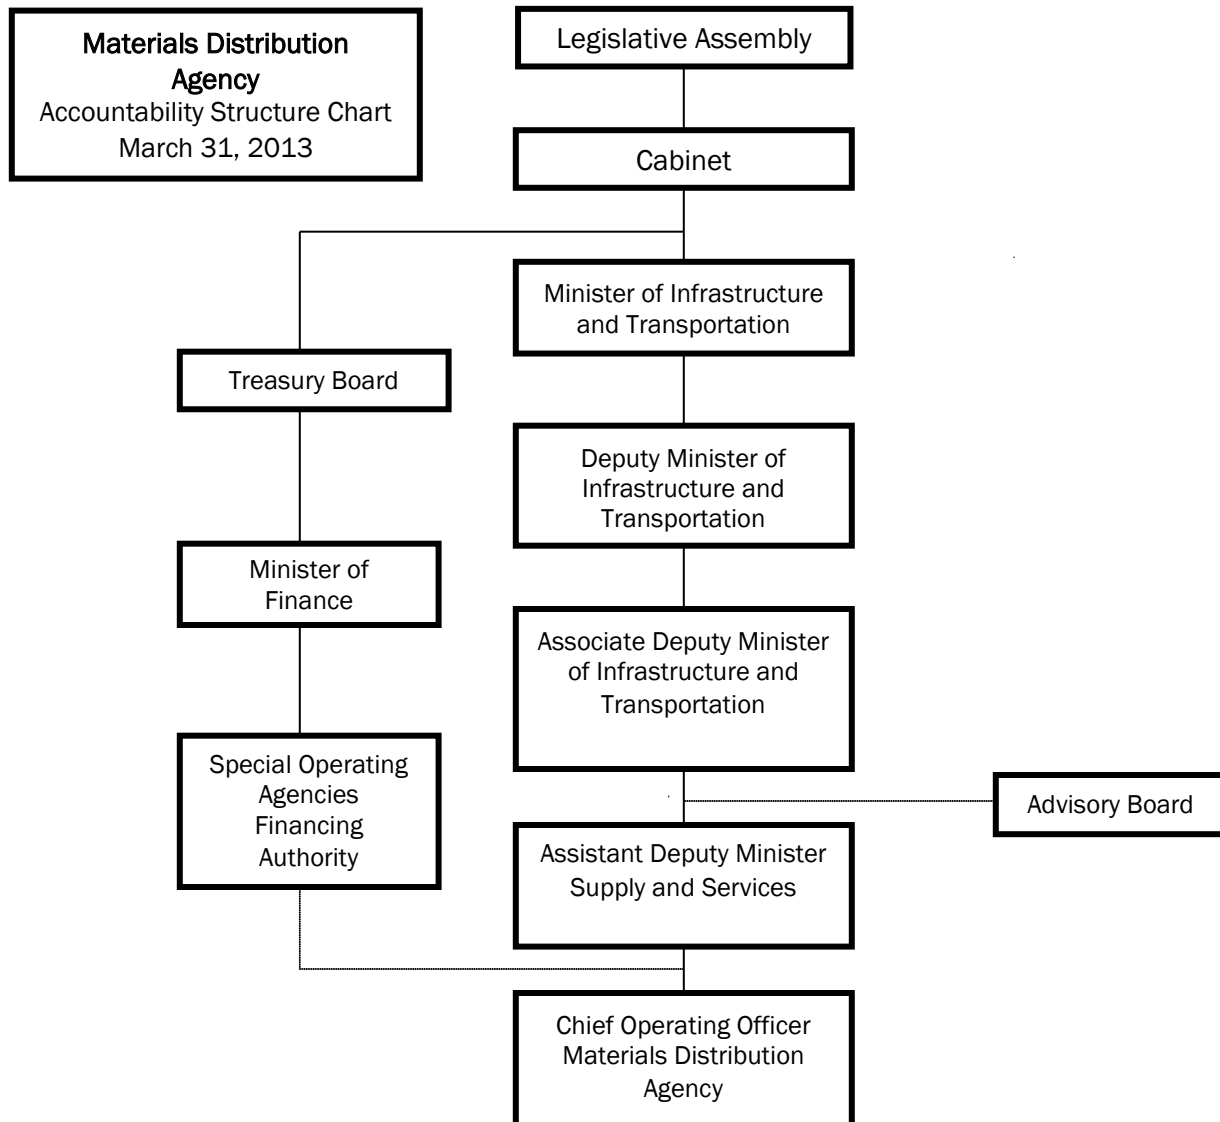 Materials Distribution
Agency
Accountability Structure Chart
March 31, 2013
Legislative Assembly
Cabinet
Minister of Infrastructure
and Transportation
Treasury Board
Deputy Minister of
Infrastructure and
Transportation
Minister of
Finance
Associate Deputy Minister
of Infrastructure and
Transportation
Special Operating
Agencies
Financing
Authority
Advisory Board
Assistant Deputy Minister
Supply and Services
Chief Operating Officer
Materials Distribution
Agency